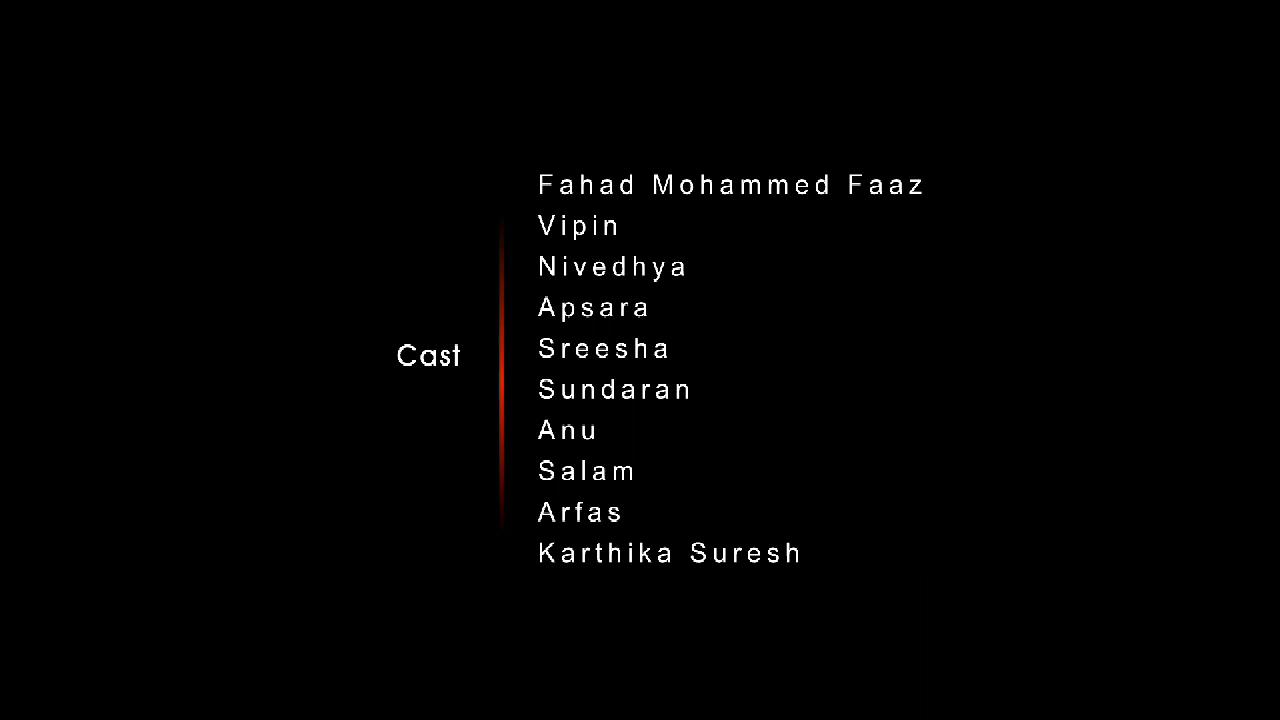 Cast
Fahad Mohammed Faaz
Vipin
Nivedhya
Apsara
Sreesha
Sundaran
Anu
Salam
Arfas
Karthika Suresh